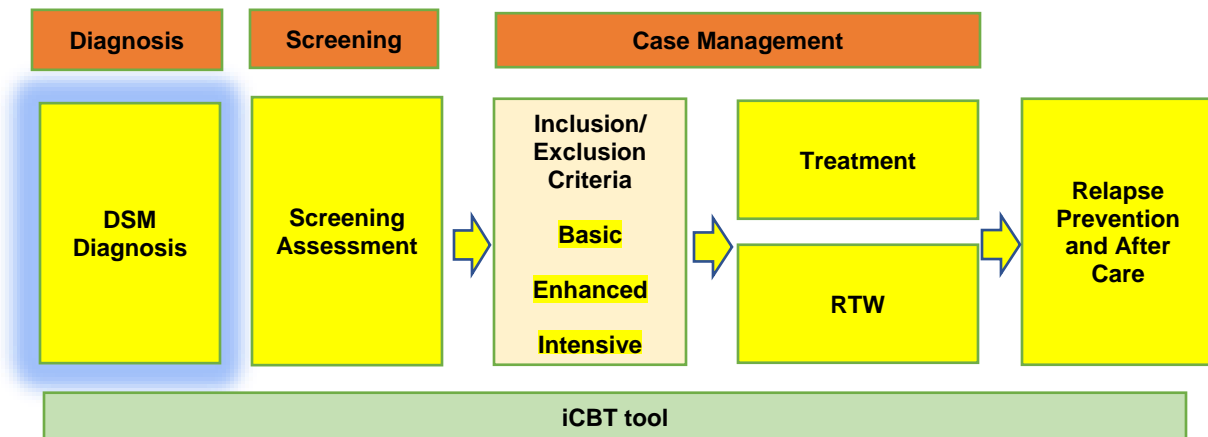 Diagnosis
Screening
Case Management
DSM
Diagnosis
Screening
Assessment
Inclusion/
Exclusion
Criteria
Basic
Enhanced
Intensive
Treatment
RTW
Relapse
Prevention
and After
Care
iCBT tool